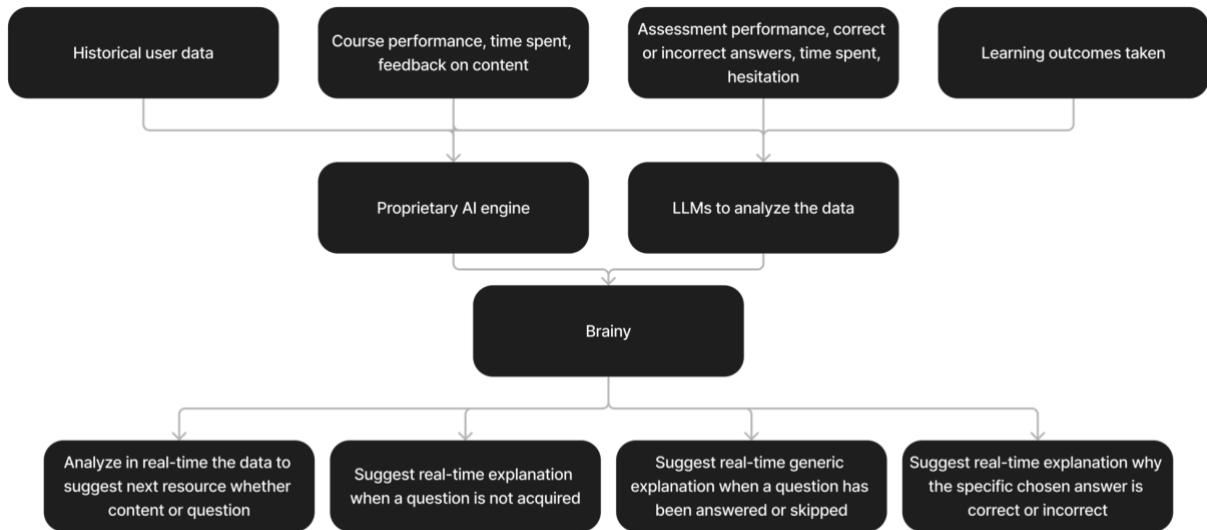 Historical user data
Course performance, time spent,
feedback on content
Assessment performance, correct
or incorrect answers, time spent,
hesitation
Learning outcomes taken
Proprietary AI engine
LLMs to analyze the data
Brainy
Analyze in real-time the data to
suggest next resource whether
content or question
Suggest real-time explanation
when a question is not acquired
Suggest real-time generic
explanation when a question has
been answered or skipped
Suggest real-time explanation why
the specific chosen answer is
correct or incorrect